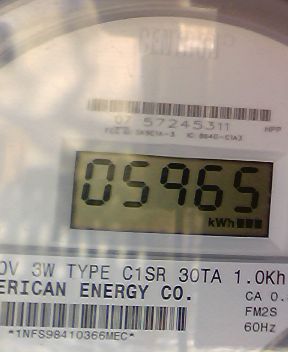 07 57245311
HPP
05965
kWh
0V 3W TYPE C1SR 30TA 1.0Kh
ERICAN ENERGY CO.
CA 0.
FM2S
60Hz
*1NFS98410366MEC*